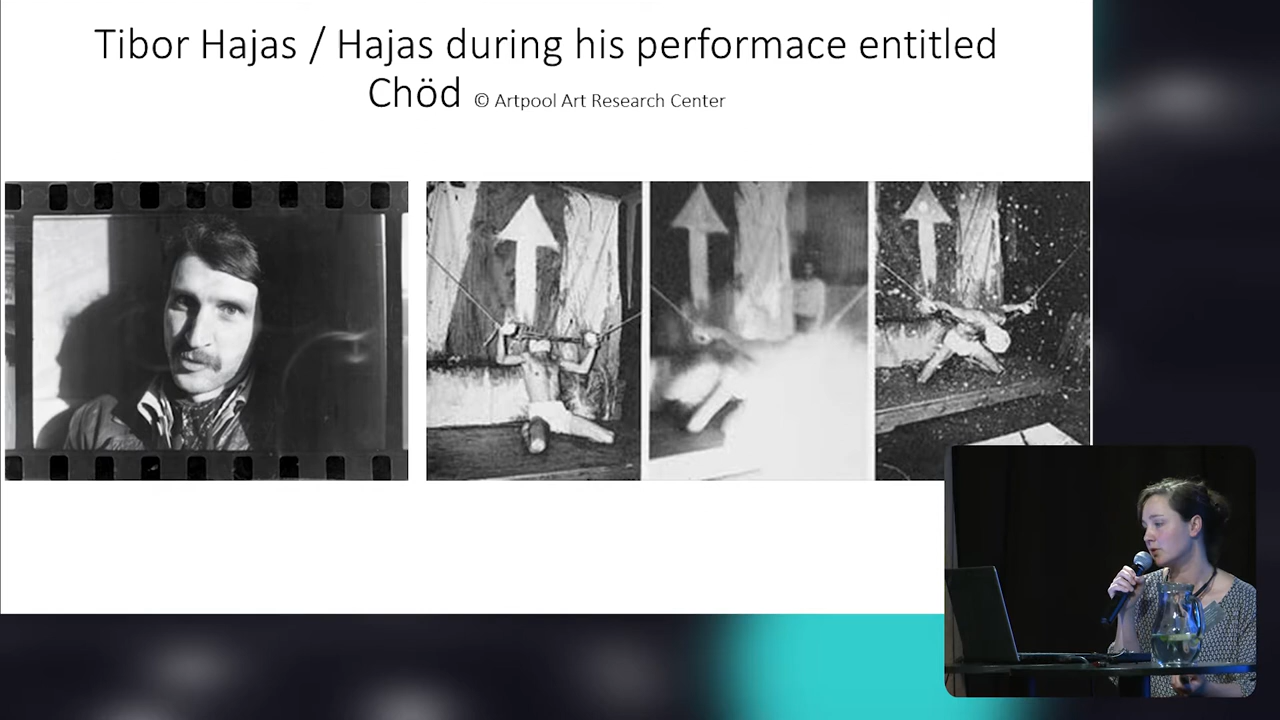 Tibor Hajas / Hajas during his performace entitled
Chöd © Artpool Art Research Center